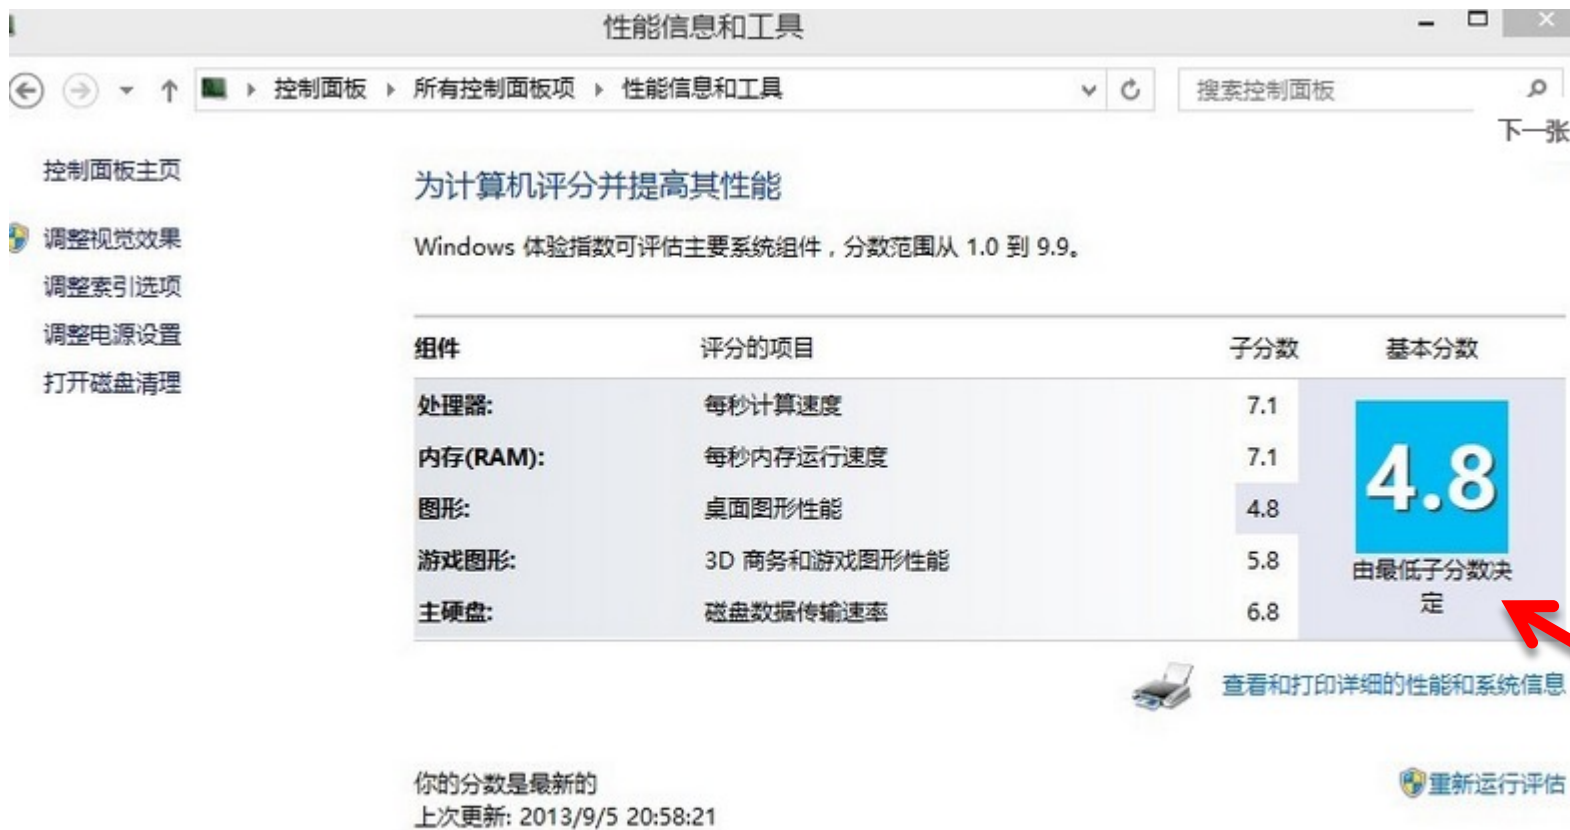 性能信息和工具
控制面板 所有控制面板项 性能信息和工具 搜索控制面板
下一张
控制面板主页
调整视觉效果
调整索引选项
调整电源设置
打开磁盘清理
为计算机评分并提高其性能
Windows 体验指数可评估主要系统组件，分数范围从 1.0 到 9.9。
组件 评分的项目 子分数 基本分数
处理器: 每秒计算速度 7.1
内存(RAM): 每秒内存运行速度 7.1
图形: 桌面图形性能 4.8
游戏图形: 3D 商务和游戏图形性能 5.8
主硬盘: 磁盘数据传输速率 6.8
4.8
由最低子分数决
定
查看和打印详细的性能和系统信息
你的分数是最新的
上次更新: 2013/9/5 20:58:21
重新运行评估